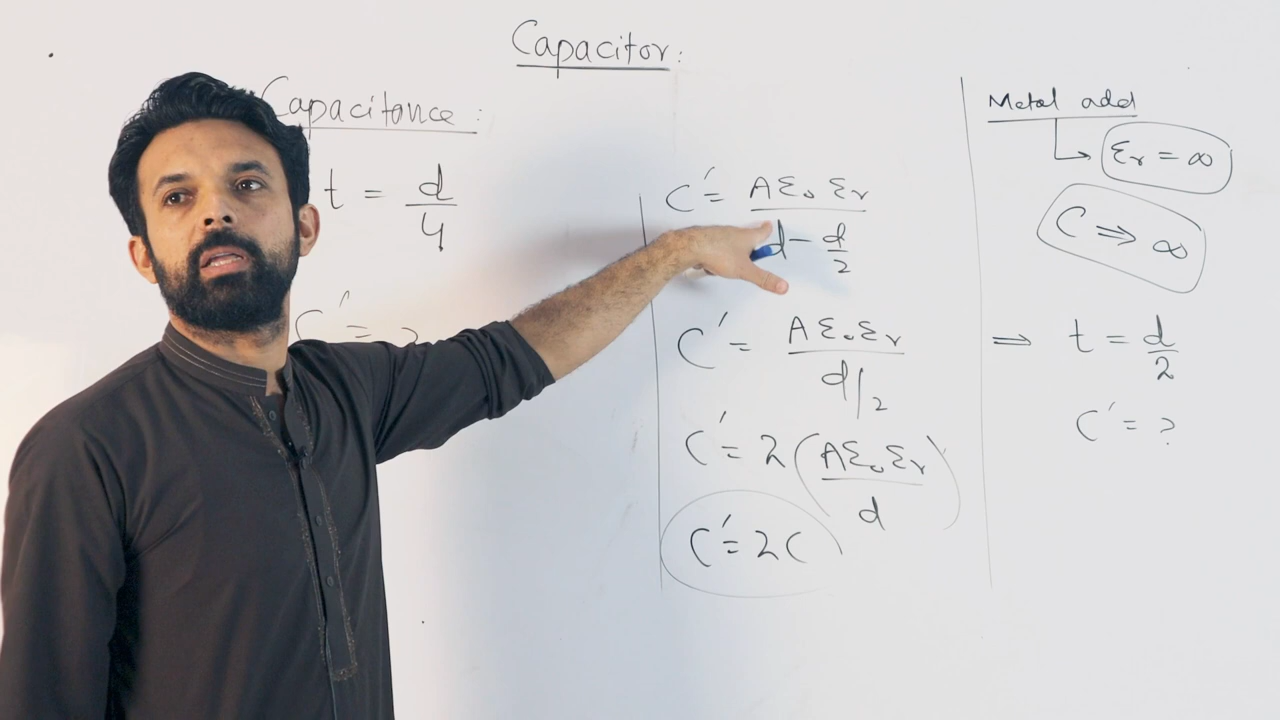 Capacitor:
Capacitance:
t = d/4
C' =
C' = Aε₀εᵣ / d - d/2
C' = Aε₀εᵣ / d/2
C' = 2(Aε₀εᵣ / d)
C' = 2C
Metal add
↳ εᵣ = ∞
C ⇒ ∞
⇒ t = d/2
C' = ?